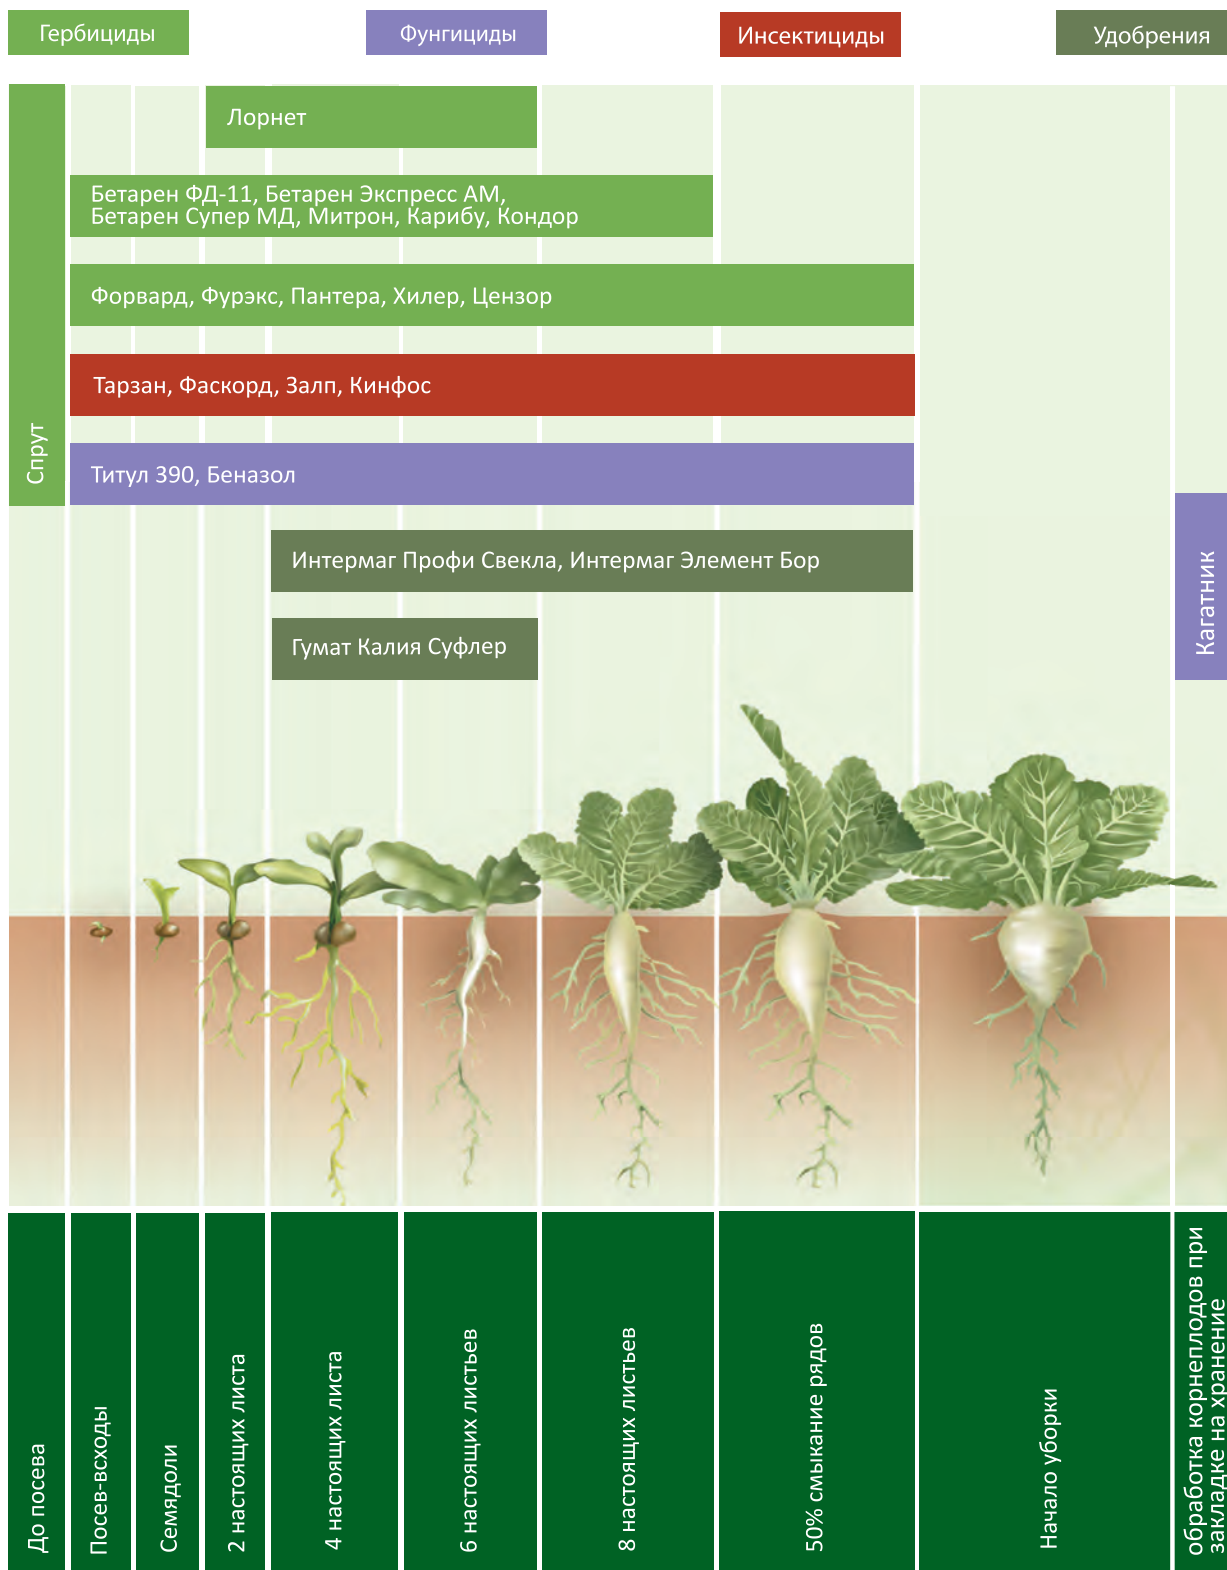 Гербициды
Фунгициды
Инсектициды
Удобрения
Лорнет
Бетарен ФД-11, Бетарен Экспресс АМ,
Бетарен Супер МД, Митрон, Карибу, Кондор
Форвард, Фурэкс, Пантера, Хилер, Цензор
Тарзан, Фаскорд, Залп, Кинфос
Спрут
Титул 390, Беназол
Интермаг Профи Свекла, Интермаг Элемент Бор
Кагатник
Гумат Калия Суфлер
До посева
Посев-всходы
Семядоли
2 настоящих листа
4 настоящих листа
6 настоящих листьев
8 настоящих листьев
50% смыкание рядов
Начало уборки
обработка корнеплодов при
закладке на хранение